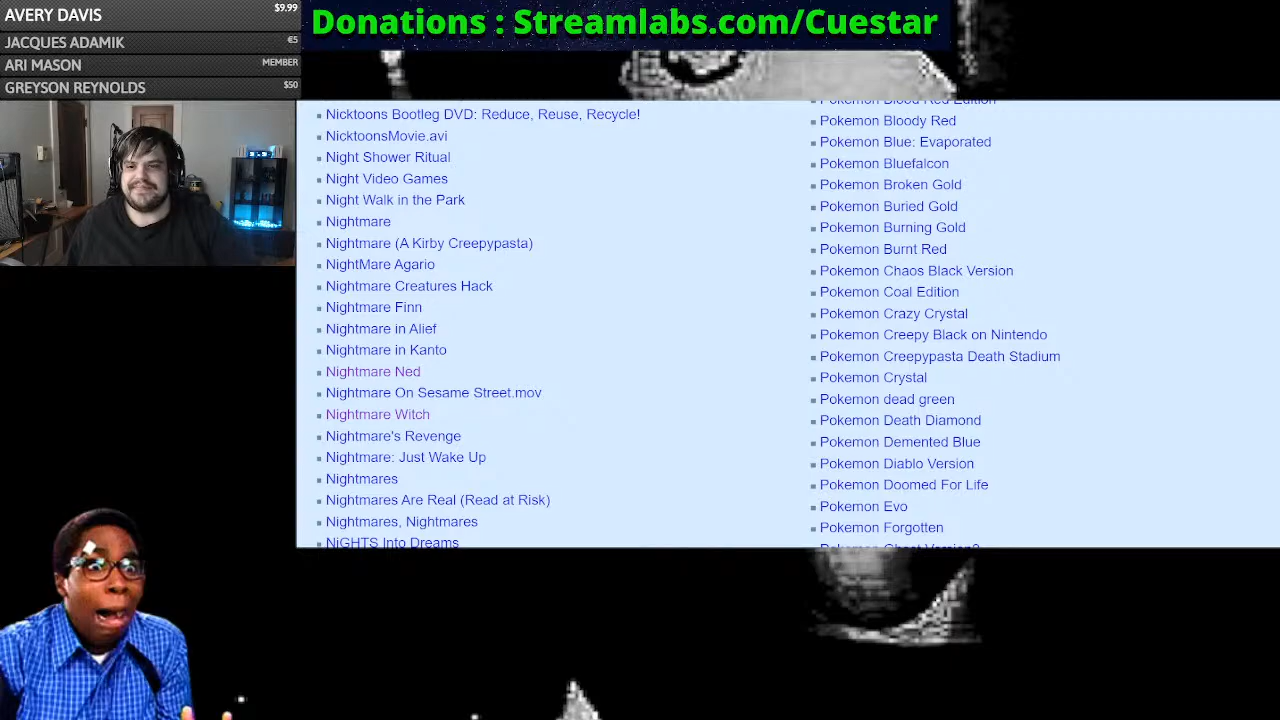 AVERY DAVIS $9.99
JACQUES ADAMIK €5
ARI MASON MEMBER
GREYSON REYNOLDS $50
Donations : Streamlabs.com/Cuestar
Nicktoons Bootleg DVD: Reduce, Reuse, Recycle!
NicktoonsMovie.avi
Night Shower Ritual
Night Video Games
Night Walk in the Park
Nightmare
Nightmare (A Kirby Creepypasta)
NightMare Agario
Nightmare Creatures Hack
Nightmare Finn
Nightmare in Alief
Nightmare in Kanto
Nightmare Ned
Nightmare On Sesame Street.mov
Nightmare Witch
Nightmare's Revenge
Nightmare: Just Wake Up
Nightmares
Nightmares Are Real (Read at Risk)
Nightmares, Nightmares
NiGHTS Into Dreams
Pokemon Blood Red Edition
Pokemon Bloody Red
Pokemon Blue: Evaporated
Pokemon Bluefalcon
Pokemon Broken Gold
Pokemon Buried Gold
Pokemon Burning Gold
Pokemon Burnt Red
Pokemon Chaos Black Version
Pokemon Coal Edition
Pokemon Crazy Crystal
Pokemon Creepy Black on Nintendo
Pokemon Creepypasta Death Stadium
Pokemon Crystal
Pokemon dead green
Pokemon Death Diamond
Pokemon Demented Blue
Pokemon Diablo Version
Pokemon Doomed For Life
Pokemon Evo
Pokemon Forgotten
Pokemon Ghost Version2